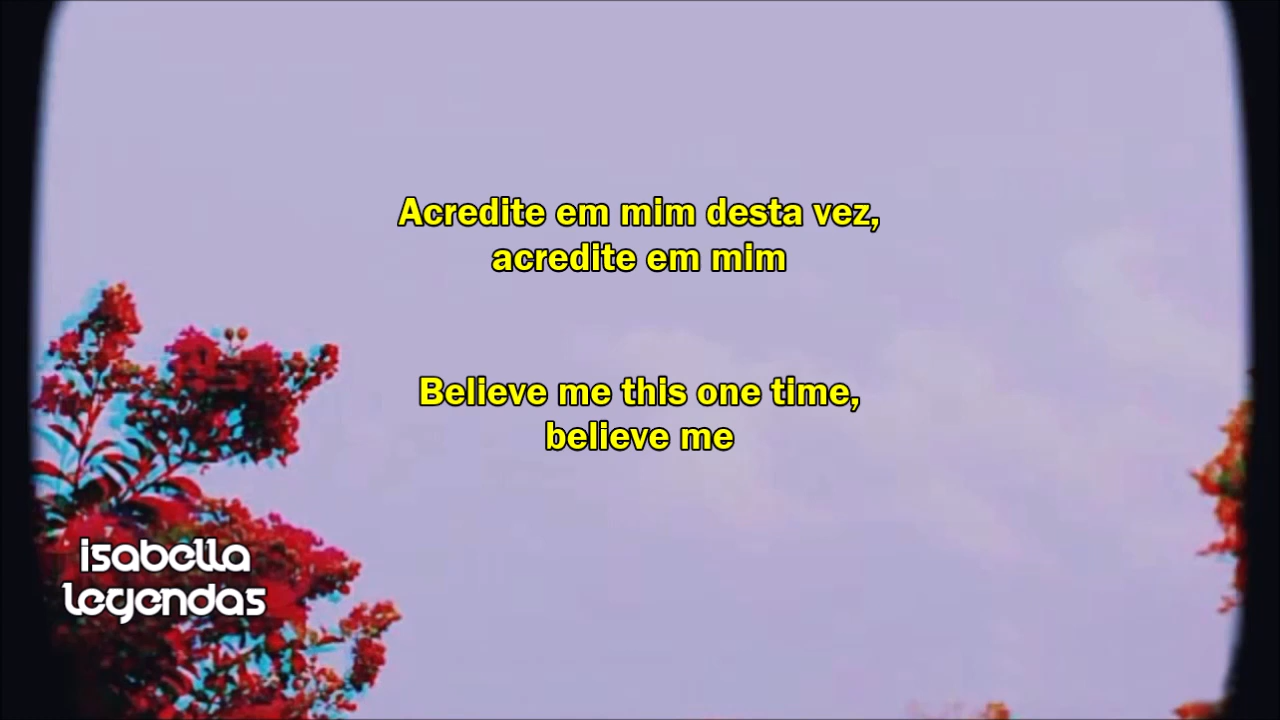 Acredite em mim desta vez,
acredite em mim
Believe me this one time,
believe me
isabella
legendas